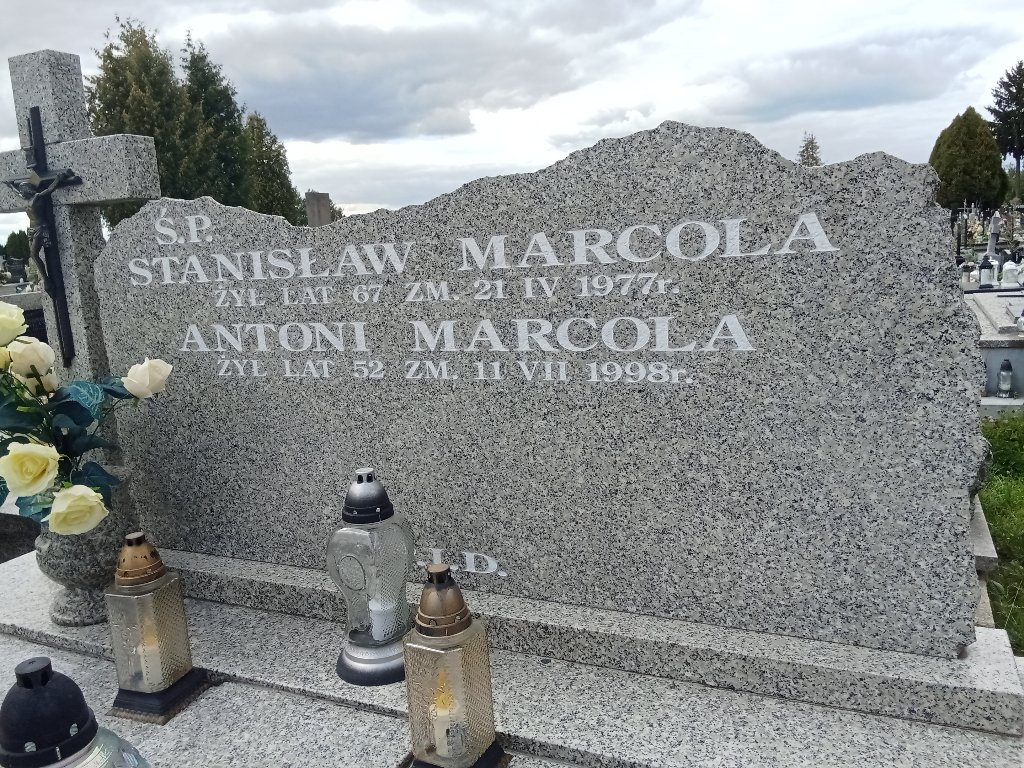 Ś.P.
STANISŁAW MARCOLA
ŻYŁ LAT 67 ZM. 21 IV 1977r.
ANTONI MARCOLA
ŻYŁ LAT 52 ZM. 11 VII 1998r.
.I.D.